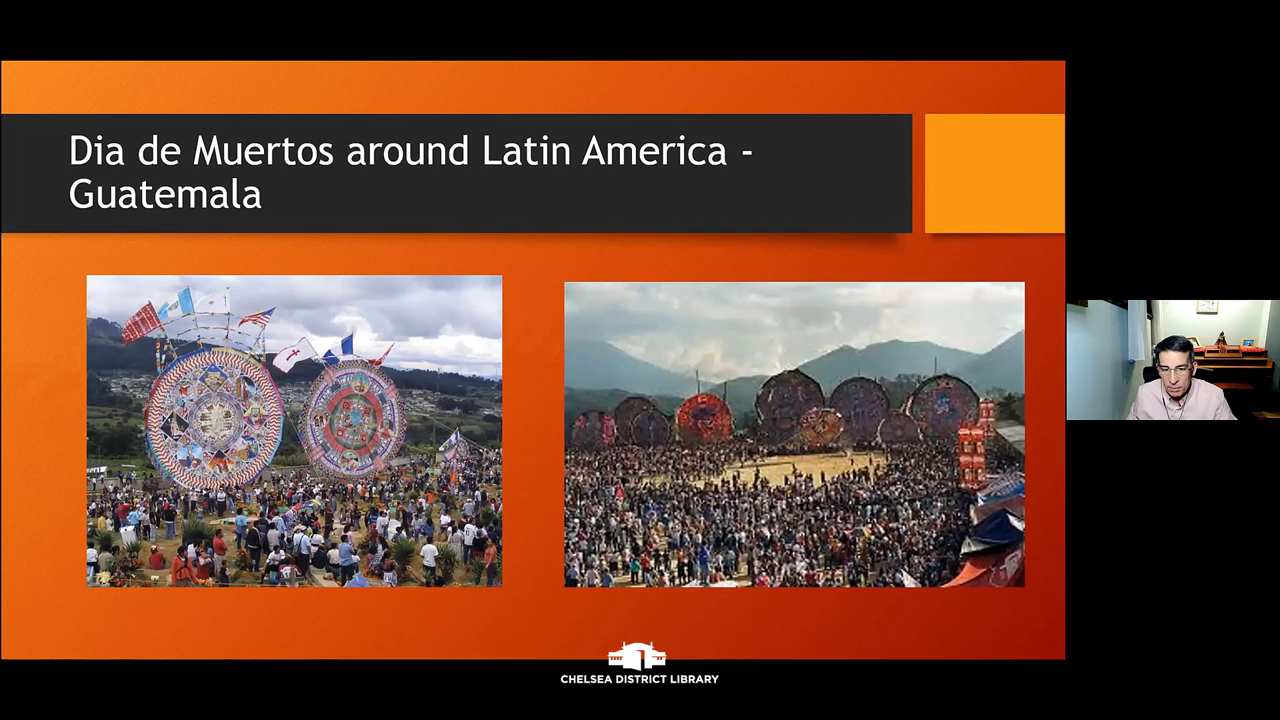 Dia de Muertos around Latin America -
Guatemala
CHELSEA DISTRICT LIBRARY